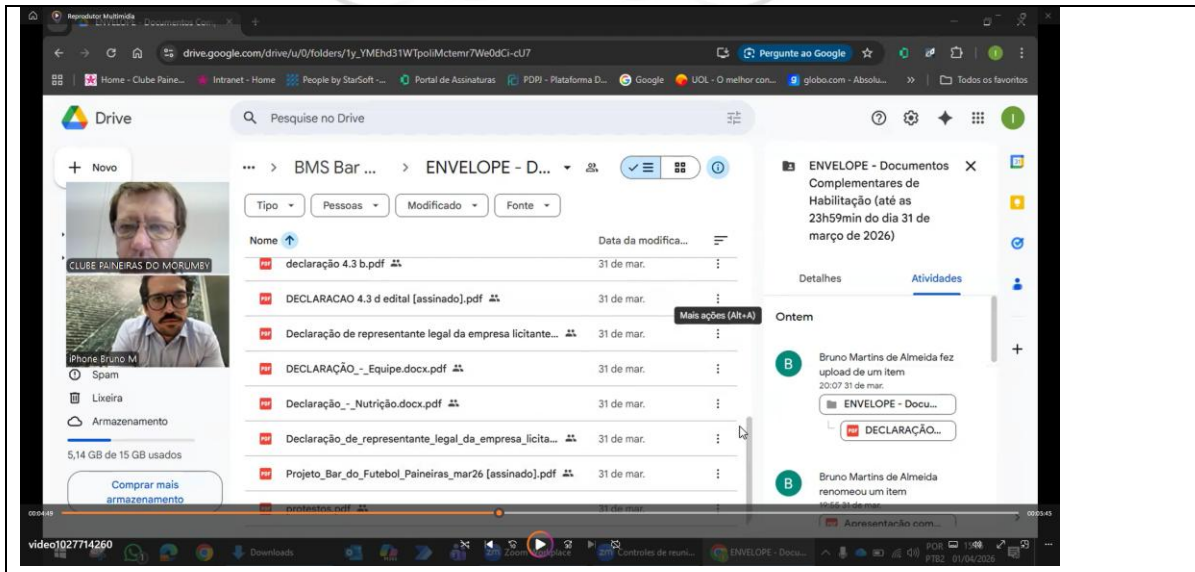 Reprodutor Multimídia
drive.google.com/drive/u/0/folders/1y_YMEhd31WTpoliMctemr7We0dCi-cU7
Pergunte ao Google
Home - Clube Paine...
Intranet - Home
People by StarSoft -...
Portal de Assinaturas
PDPJ - Plataforma D...
Google
UOL - O melhor con...
globo.com - Absolu...
Todos os favoritos
Drive
Pesquise no Drive
Novo
BMS Bar ... > ENVELOPE - D...
Tipo
Pessoas
Modificado
Fonte
Nome
Data da modifica...
declaração 4.3 b.pdf 31 de mar.
DECLARACAO 4.3 d edital [assinado].pdf 31 de mar.
Mais ações (Alt+A)
Declaração de representante legal da empresa licitante... 31 de mar.
DECLARAÇÃO_-_Equipe.docx.pdf 31 de mar.
Declaração_-_Nutrição.docx.pdf 31 de mar.
Declaração_de_representante_legal_da_empresa_licita... 31 de mar.
Projeto_Bar_do_Futebol_Paineiras_mar26 [assinado].pdf 31 de mar.
protestos.pdf 31 de mar.
CLUBE PAINEIRAS DO MORUMBY
iPhone Bruno M
Spam
Lixeira
Armazenamento
5,14 GB de 15 GB usados
Comprar mais
armazenamento
ENVELOPE - Documentos
Complementares de
Habilitação (até as
23h59min do dia 31 de
março de 2026)
Detalhes
Atividades
Ontem
B
Bruno Martins de Almeida fez
upload de um item
20:07 31 de mar.
ENVELOPE - Docu...
DECLARAÇÃO...
B
Bruno Martins de Almeida
renomeou um item
19:55 31 de mar.
Apresentação com...
00:04:49
00:05:45
video1027714260
Downloads
Zoom Workplace
Controles de reuni...
ENVELOPE - Docu...
POR
PTB2 01/04/2026